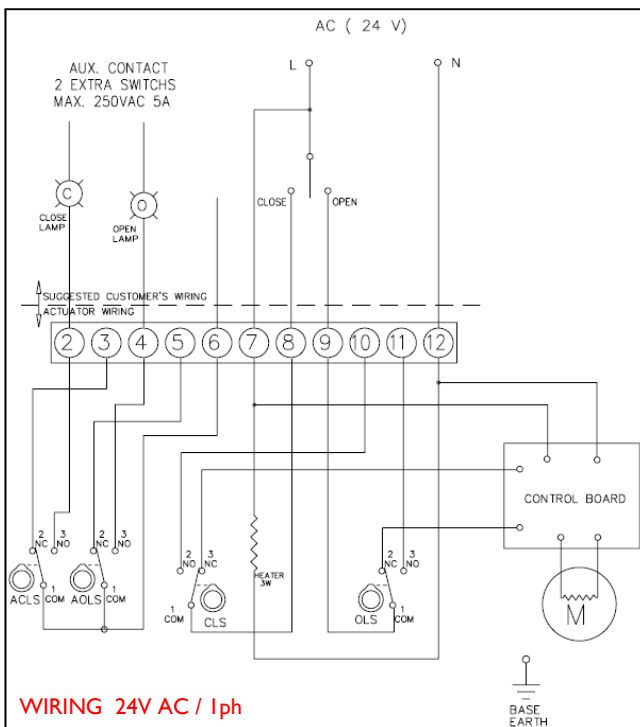 AC ( 24 V)
L
N
AUX. CONTACT
2 EXTRA SWITCHS
MAX. 250VAC 5A
C
CLOSE
LAMP
O
OPEN
LAMP
CLOSE
OPEN
SUGGESTED CUSTOMER'S WIRING
ACTUATOR WIRING
2 3 4 5 6 7 8 9 10 11 12
CONTROL BOARD
2
NC
3
NO
1
COM
ACLS
2
NC
3
NO
1
COM
AOLS
2
NO
3
NC
1
COM
CLS
HEATER
3W
2
NC
3
NO
1
COM
OLS
M
BASE
EARTH
WIRING 24V AC / 1ph